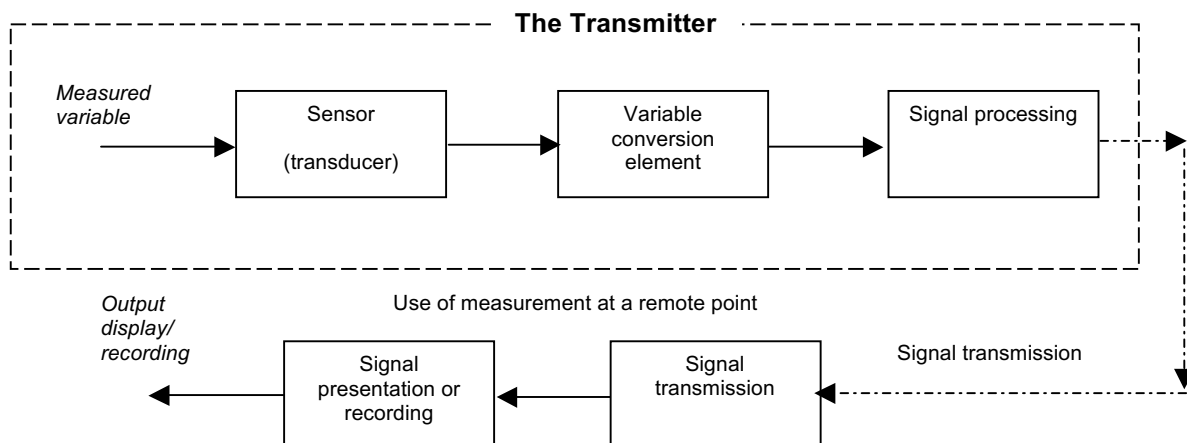 The Transmitter
Measured
variable
Sensor
(transducer)
Variable
conversion
element
Signal processing
Output
display/
recording
Use of measurement at a remote point
Signal
presentation or
recording
Signal
transmission
Signal transmission